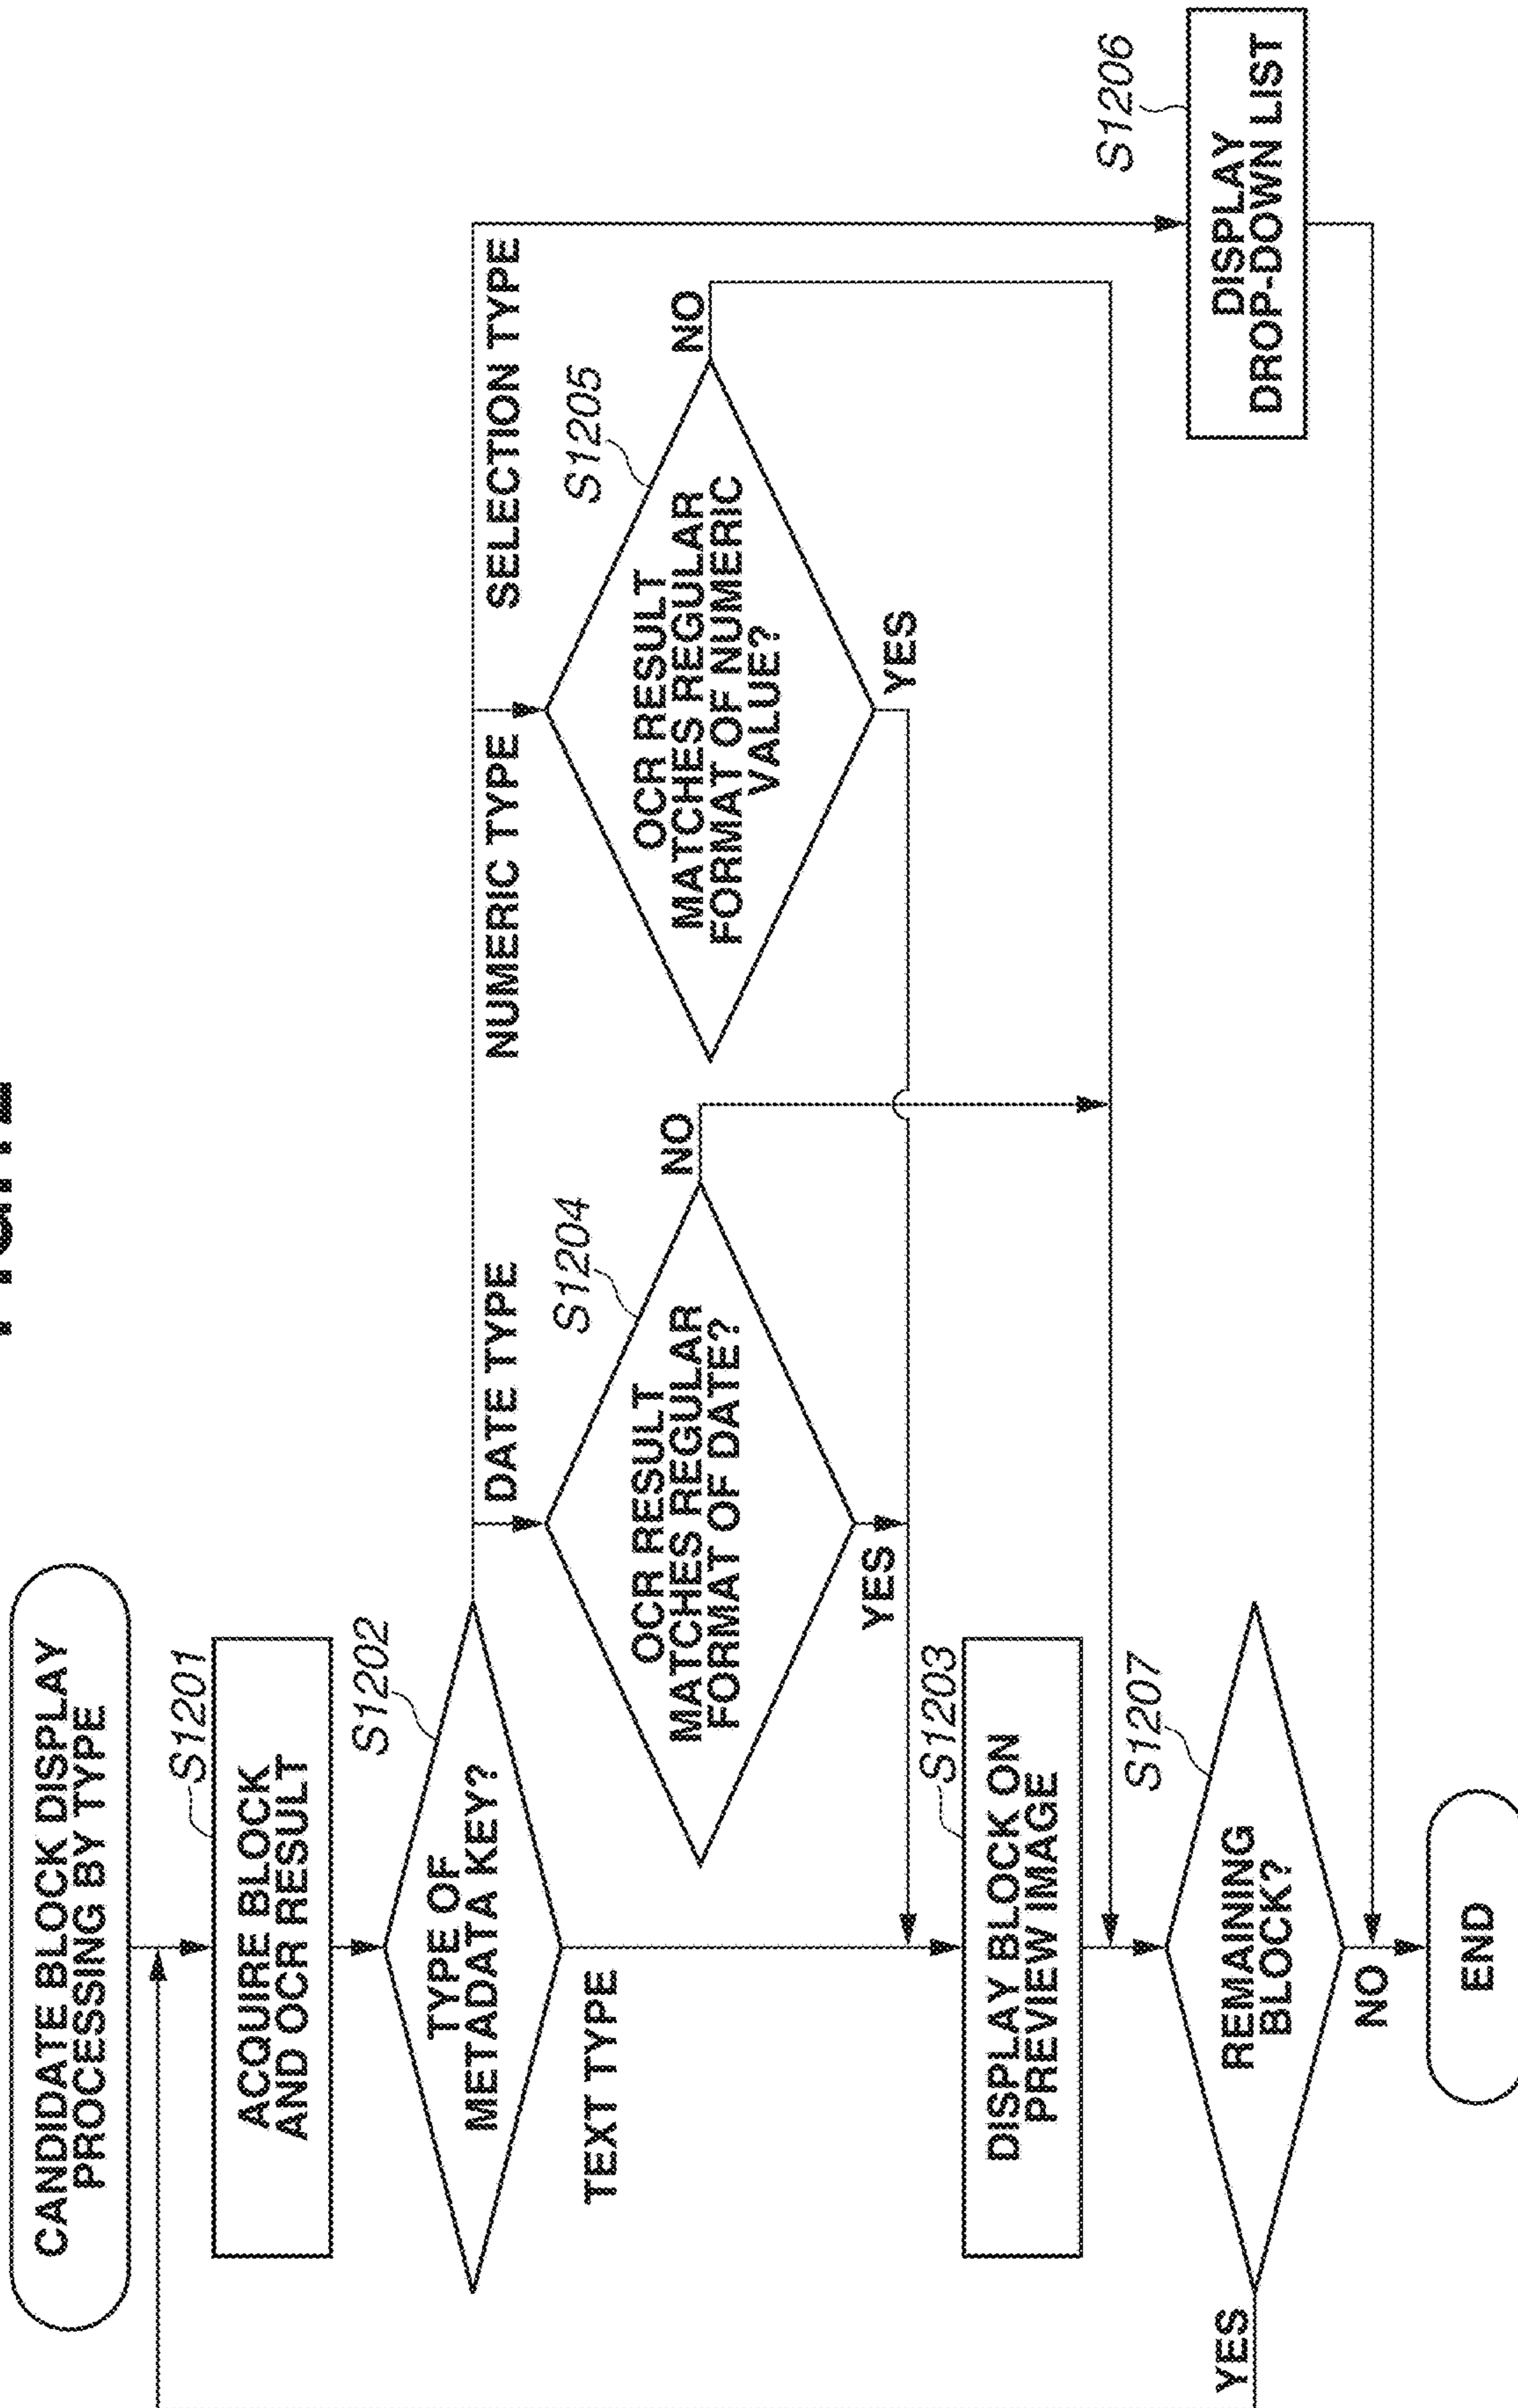 CANDIDATE BLOCK DISPLAY
PROCESSING BY TYPE
S1201
ACQUIRE BLOCK
AND OCR RESULT
S1202
TYPE OF
METADATA KEY?
TEXT TYPE
DATE TYPE
NUMERIC TYPE
SELECTION TYPE
S1204
OCR RESULT
MATCHES REGULAR
FORMAT OF DATE?
NO
YES
S1205
OCR RESULT
MATCHES REGULAR
FORMAT OF NUMERIC
VALUE?
NO
YES
S1203
DISPLAY BLOCK ON
PREVIEW IMAGE
S1206
DISPLAY
DROP-DOWN LIST
S1207
REMAINING
BLOCK?
YES
NO
END